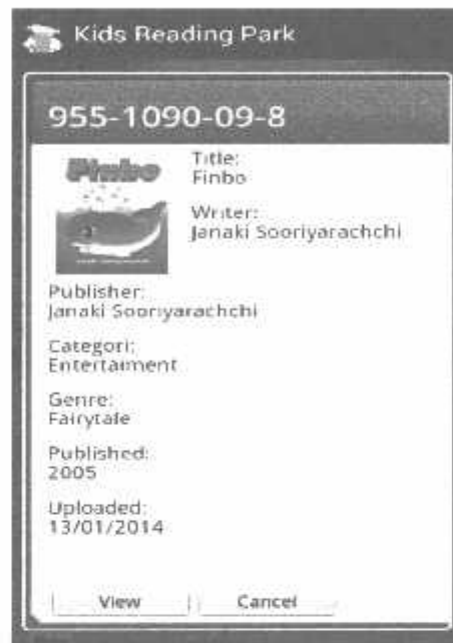 Kids Reading Park
955-1090-09-8
Finbo
Title:
Finbo
Writer:
Janaki Sooriyarachchi
Publisher:
Janaki Sooriyarachchi
Categori:
Entertaiment
Genre:
Fairytale
Published:
2005
Uploaded:
13/01/2014
View
Cancel